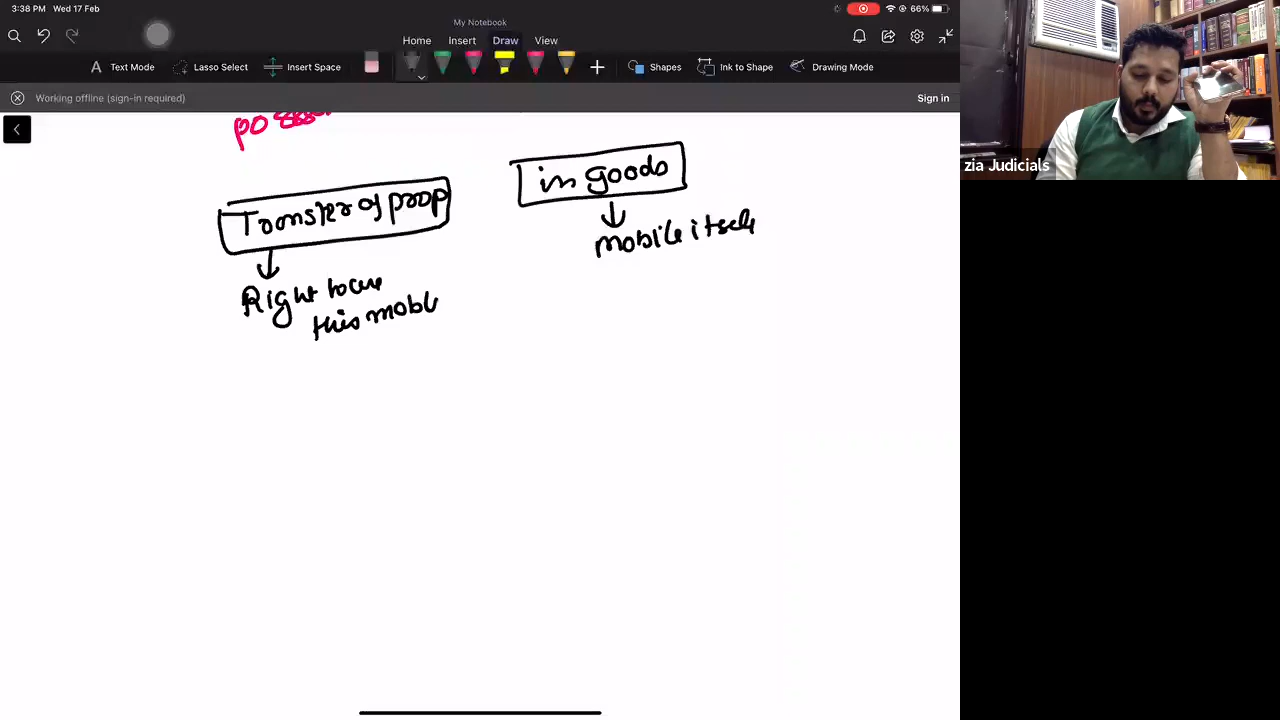 3:38 PM Wed 17 Feb
66%
My Notebook
Home Insert Draw View
Text Mode Lasso Select Insert Space Shapes Ink to Shape Drawing Mode
Working offline (sign-in required) Sign in
zia Judicials
in goods
Transfer of prop
mobile itself
Right to use
this mobl